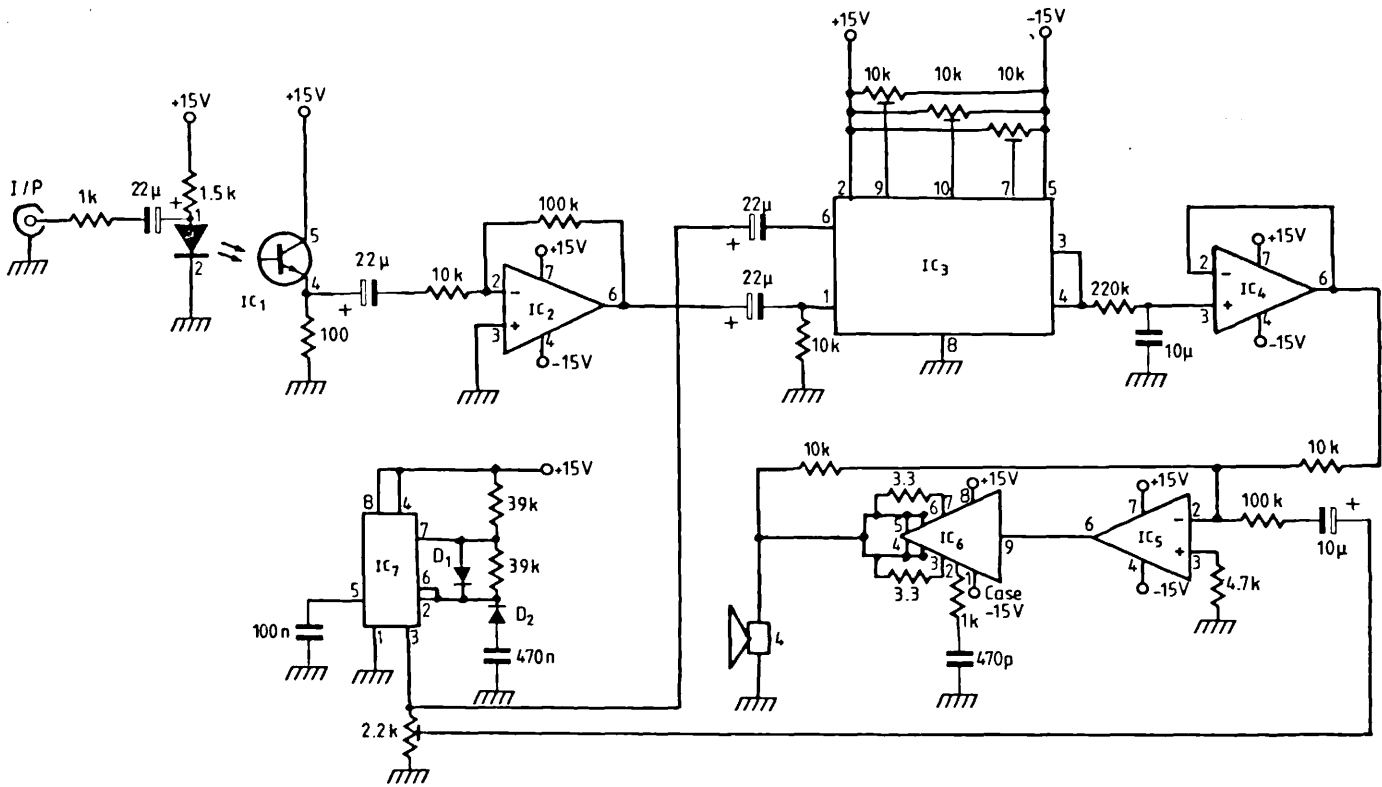 +15V
-15V
10k
10k
10k
+15V
+15V
I/P
1k
22µ
+
1.5k
1
2
5
4
IC1
22µ
+
100
10k
100k
+15V
7
2
-
IC2
6
+
3
4
-15V
22µ
+
22µ
+
10k
2
9
10
7
5
6
1
IC3
3
4
8
220k
10µ
+15V
7
2
-
IC4
6
+
3
4
-15V
+15V
8
4
39k
7
D1
39k
IC7
6
2
5
D2
100n
1
3
470n
2.2k
10k
10k
3.3
+15V
8
7
6
5
4
IC6
9
3
2
1
3.3
Case
-15V
1k
470p
4
+15V
7
6
2
-
IC5
+
3
4
-15V
100k
+
10µ
4.7k